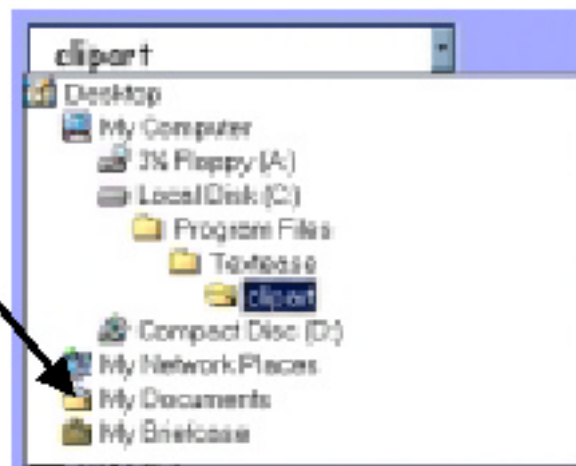 clipart
Desktop
My Computer
3½ Floppy (A:)
Local Disk (C:)
Program Files
Textease
clipart
Compact Disc (D:)
My Network Places
My Documents
My Briefcase